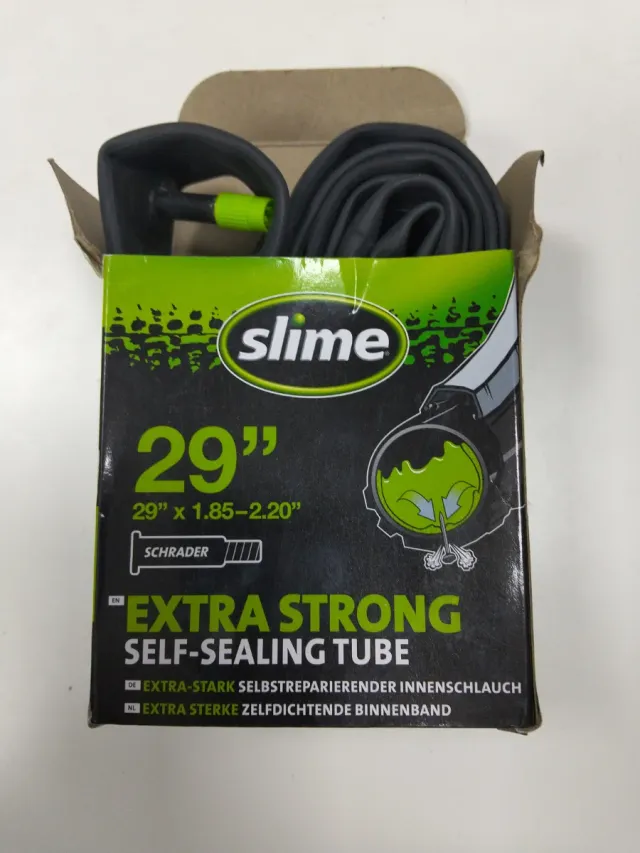 slime
29”
29” x 1.85–2.20”
SCHRADER
EN EXTRA STRONG
SELF-SEALING TUBE
DE EXTRA-STARK SELBSTREPARIERENDER INNENSCHLAUCH
NL EXTRA STERKE ZELFDICHTENDE BINNENBAND